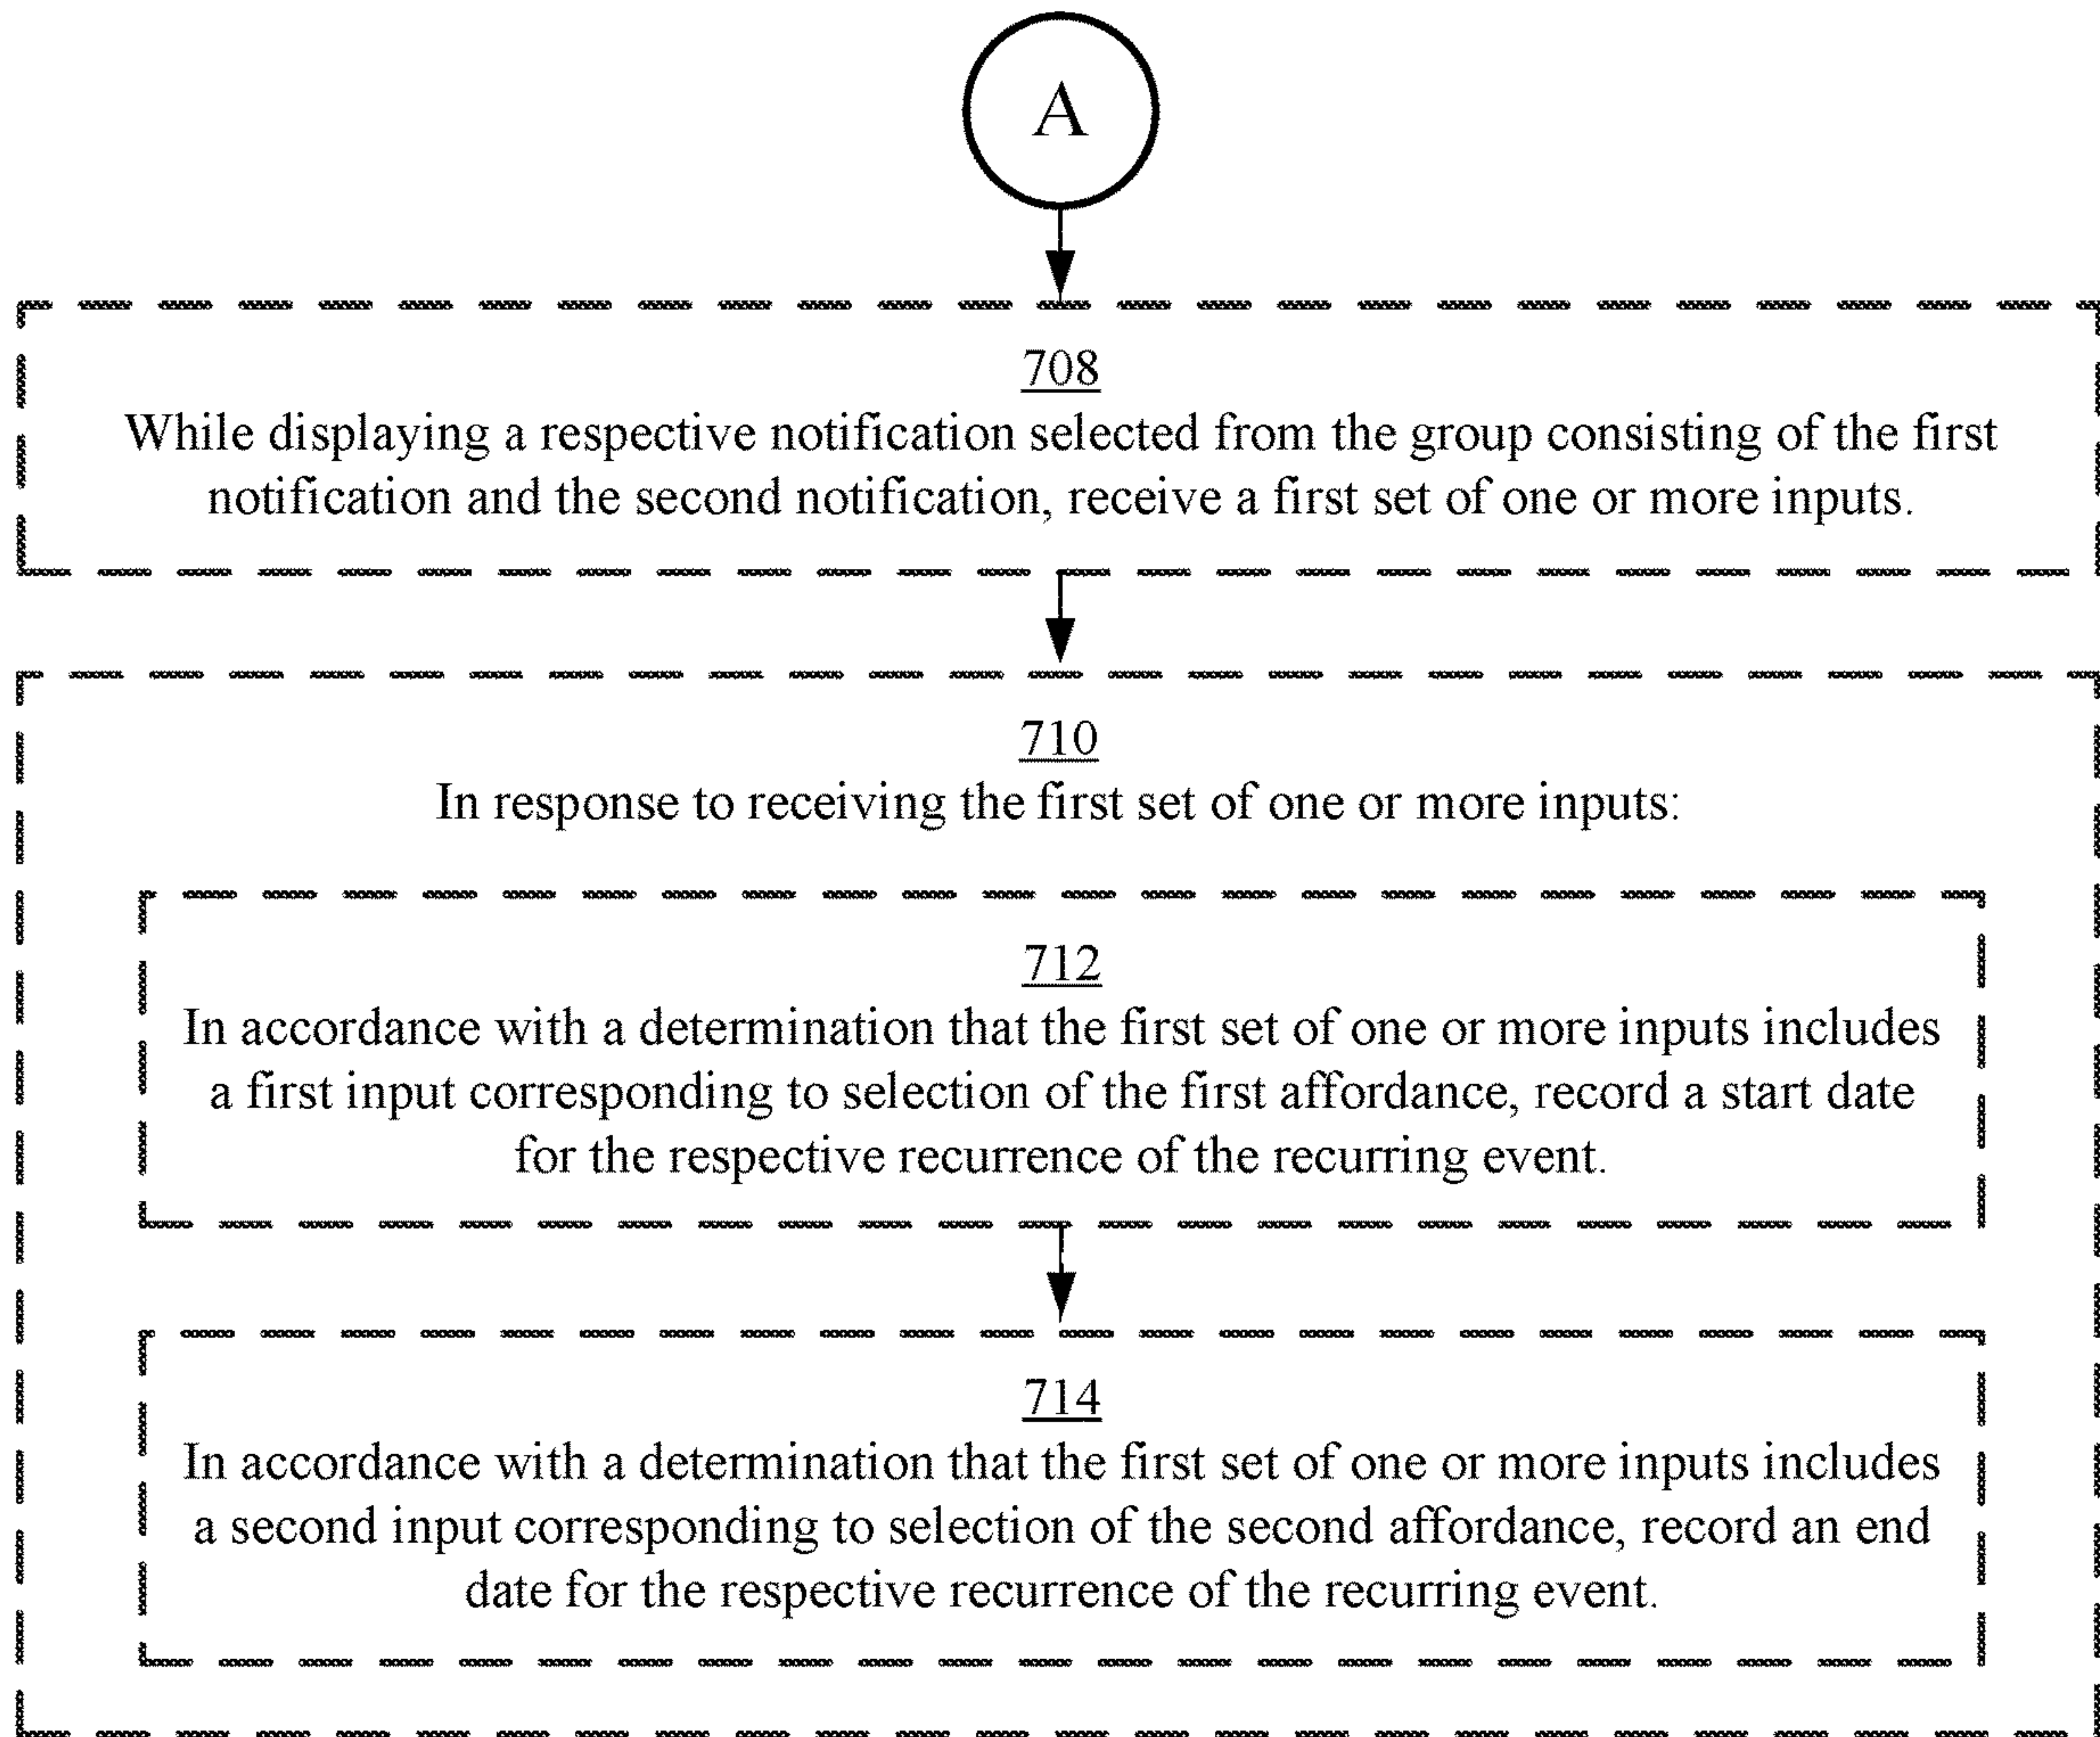 A
708
While displaying a respective notification selected from the group consisting of the first
notification and the second notification, receive a first set of one or more inputs.
710
In response to receiving the first set of one or more inputs:
712
In accordance with a determination that the first set of one or more inputs includes
a first input corresponding to selection of the first affordance, record a start date
for the respective recurrence of the recurring event.
714
In accordance with a determination that the first set of one or more inputs includes
a second input corresponding to selection of the second affordance, record an end
date for the respective recurrence of the recurring event.